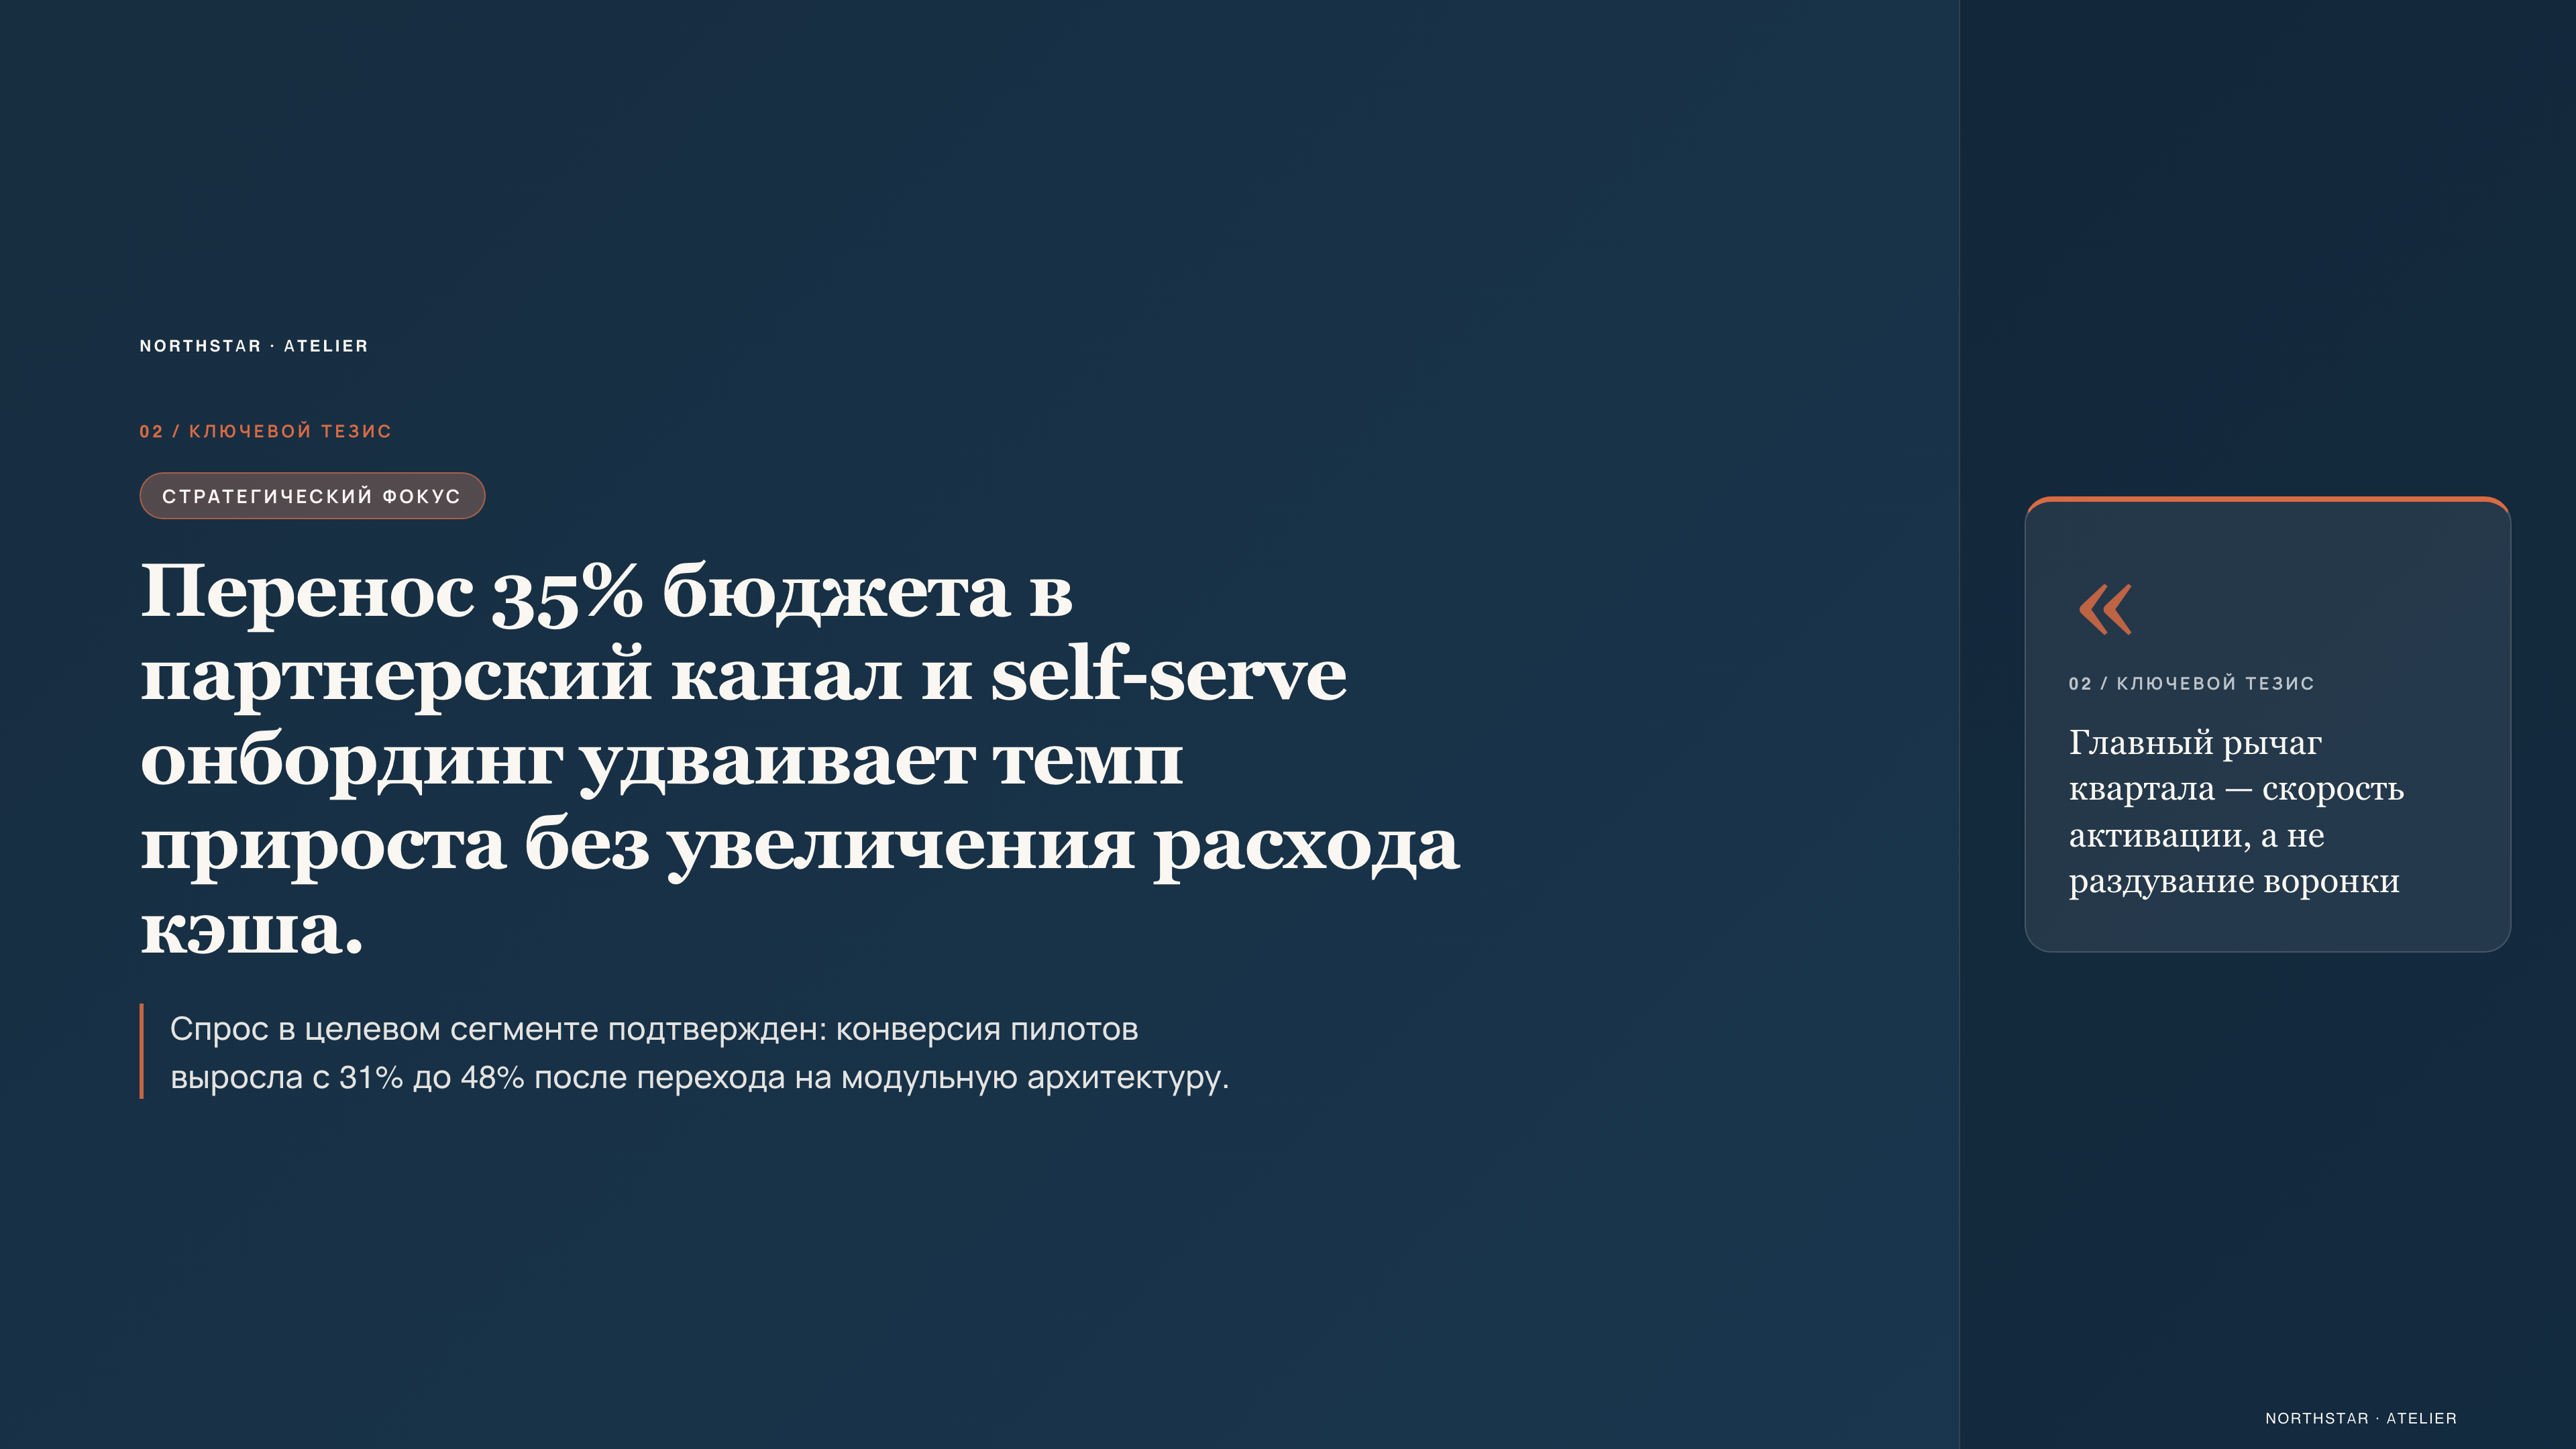 NORTHSTAR · ATELIER
02 / КЛЮЧЕВОЙ ТЕЗИС
СТРАТЕГИЧЕСКИЙ ФОКУС
Перенос 35% бюджета в
партнерский канал и self-serve
онбординг удваивает темп
прироста без увеличения расхода
кэша.
Спрос в целевом сегменте подтвержден: конверсия пилотов
выросла с 31% до 48% после перехода на модульную архитектуру.
«
02 / КЛЮЧЕВОЙ ТЕЗИС
Главный рычаг
квартала — скорость
активации, а не
раздувание воронки
NORTHSTAR · ATELIER